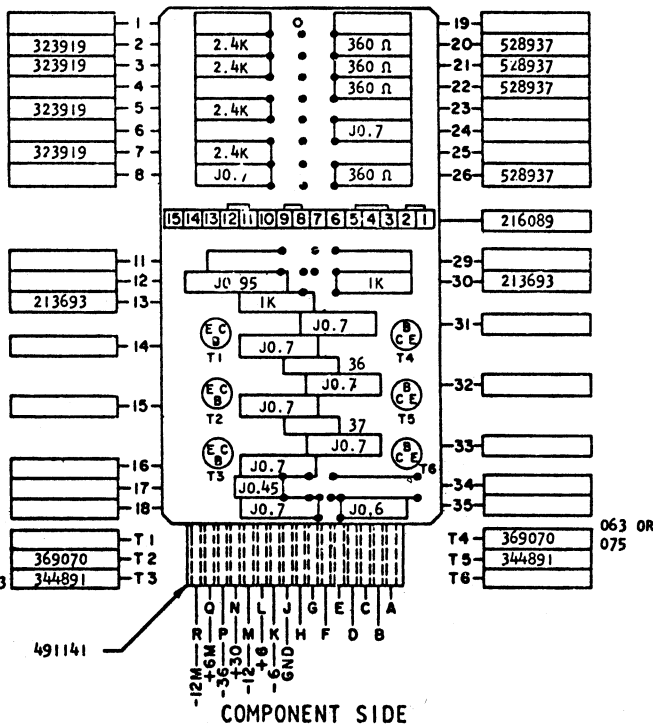 1 19
323919 2 2.4K 360 Ω 20 528937
323919 3 2.4K 360 Ω 21 528937
4 360 Ω 22 528937
323919 5 2.4K 23
6 J0.7 24
323919 7 2.4K 25
8 J0.7 360 Ω 26 528937
15 14 13 12 11 10 9 8 7 6 5 4 3 2 1 216089
11 29
12 J0.95 1K 30 213693
213693 13 1K
J0.7 31
E C B T1 B C E T4
14 J0.7
36
J0.7 32
E C B T2 B C E T5
15 J0.7
37
J0.7 33
E C B T3 B C E T6
16 J0.7
17 J0.45 34
18 J0.7 J0,6 35
T1 T4 369070 063 OR
369070 T2 T5 344891 075
3 344891 T3 T6
Q N L J G E C A
R P M K H F D B
491141
-12M +6M -36 +30 -12 +6 -6 GND
COMPONENT SIDE